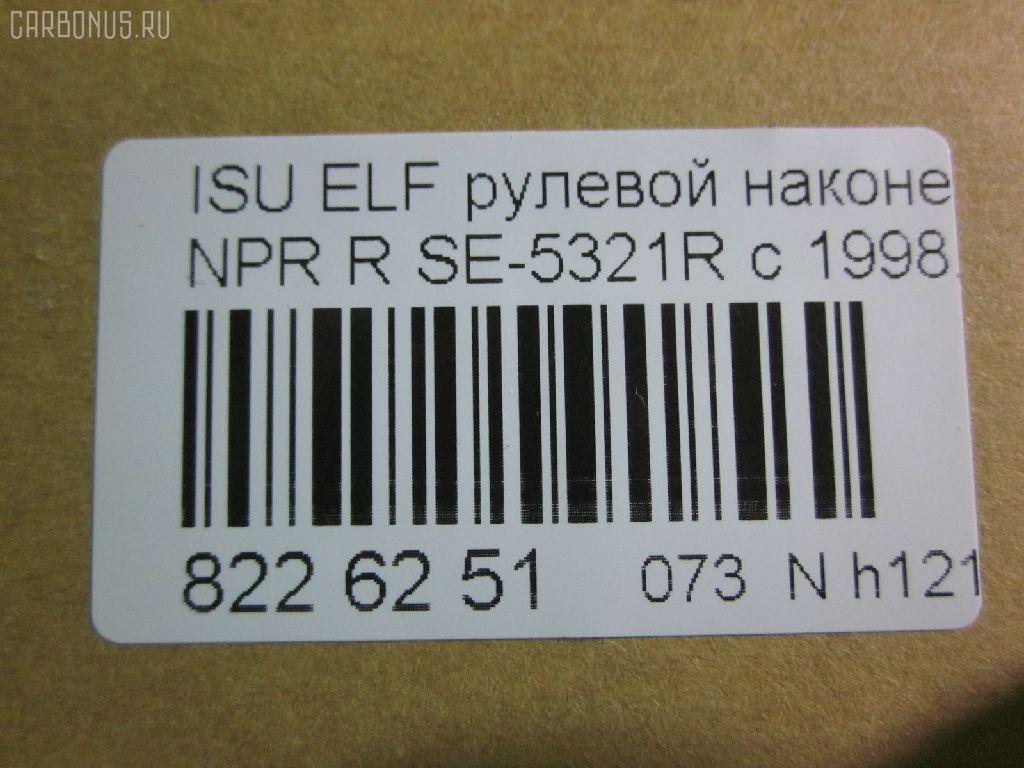 CARBONUS.RU
ISU ELF рулевой наконе
NPR R SE-5321R с 1998
822 62 51 073 N h121